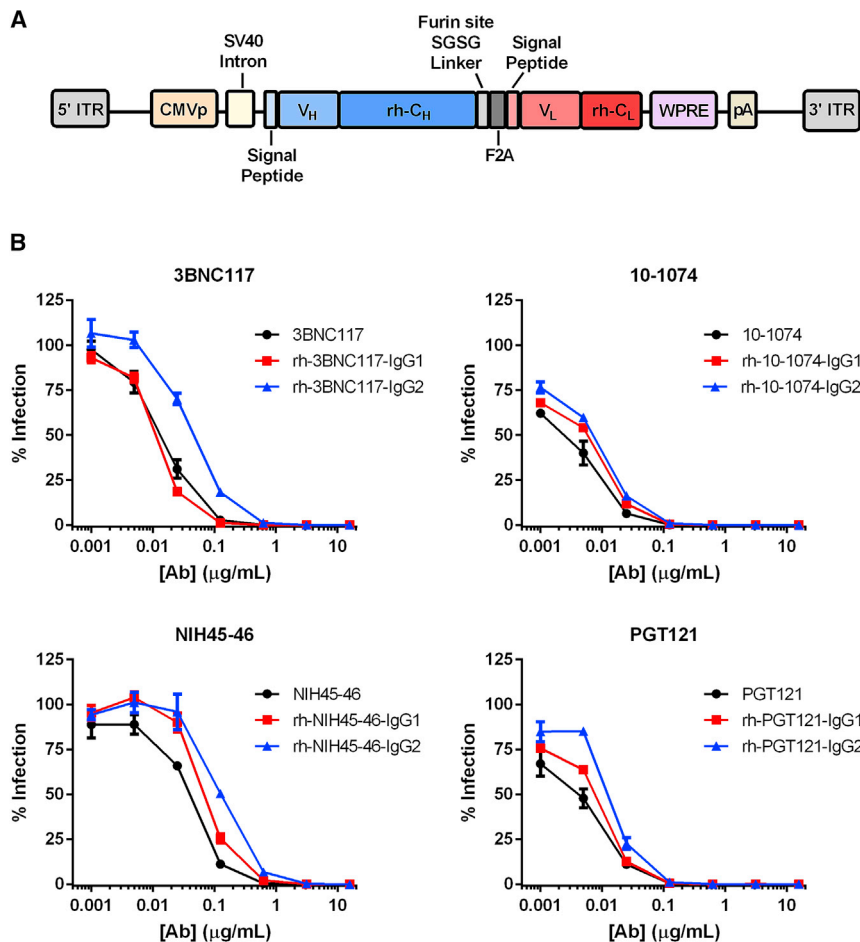 A
SV40
Intron
Furin site
SGSG
Linker
Signal
Peptide
5' ITR
CMVp
V_H
rh-C_H
V_L
rh-C_L
WPRE
pA
3' ITR
Signal
Peptide
F2A
B
3BNC117
125
100
75
50
25
0
% Infection
0.001
0.01
0.1
1
10
[Ab] (μg/mL)
3BNC117
rh-3BNC117-IgG1
rh-3BNC117-IgG2
10-1074
125
100
75
50
25
0
% Infection
0.001
0.01
0.1
1
10
[Ab] (μg/mL)
10-1074
rh-10-1074-IgG1
rh-10-1074-IgG2
NIH45-46
125
100
75
50
25
0
% Infection
0.001
0.01
0.1
1
10
[Ab] (μg/mL)
NIH45-46
rh-NIH45-46-IgG1
rh-NIH45-46-IgG2
PGT121
125
100
75
50
25
0
% Infection
0.001
0.01
0.1
1
10
[Ab] (μg/mL)
PGT121
rh-PGT121-IgG1
rh-PGT121-IgG2